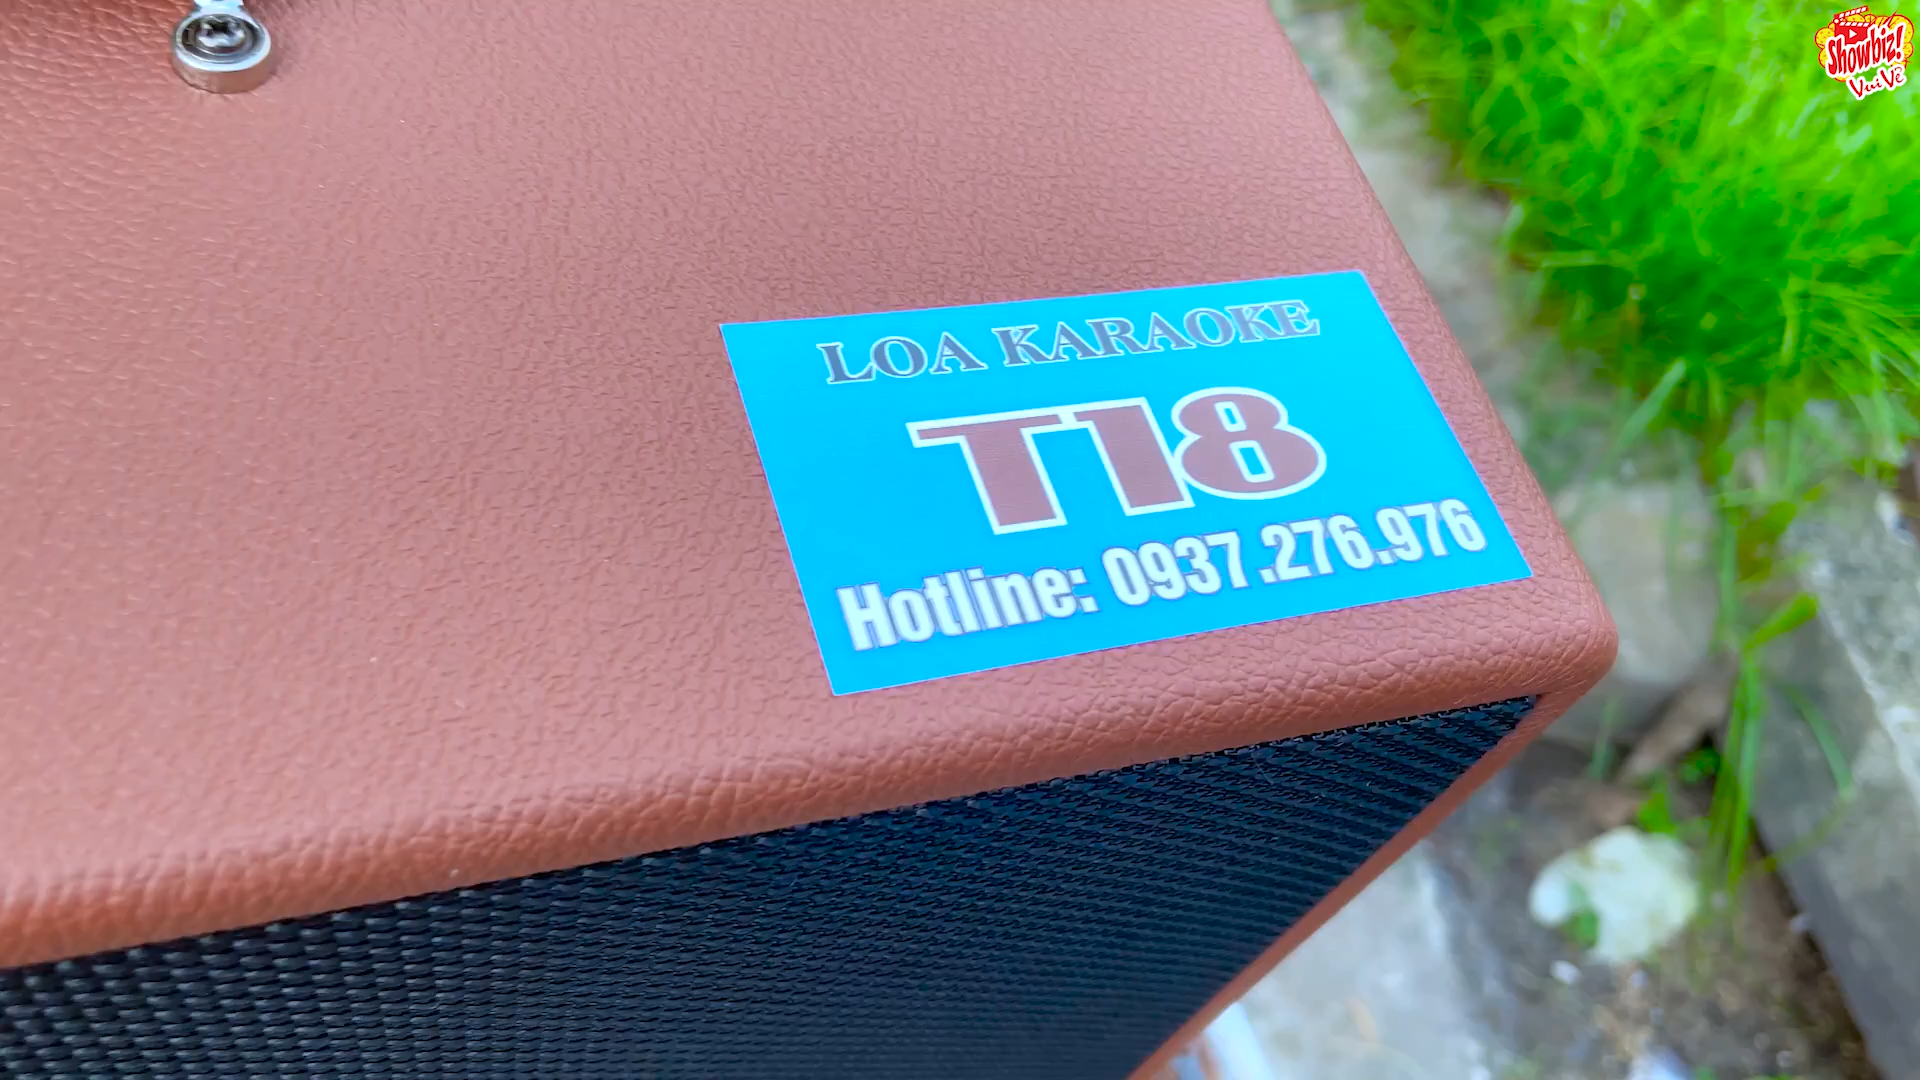 Showbiz!
Vui Vẻ
LOA KARAOKE
T18
Hotline: 0937.276.976